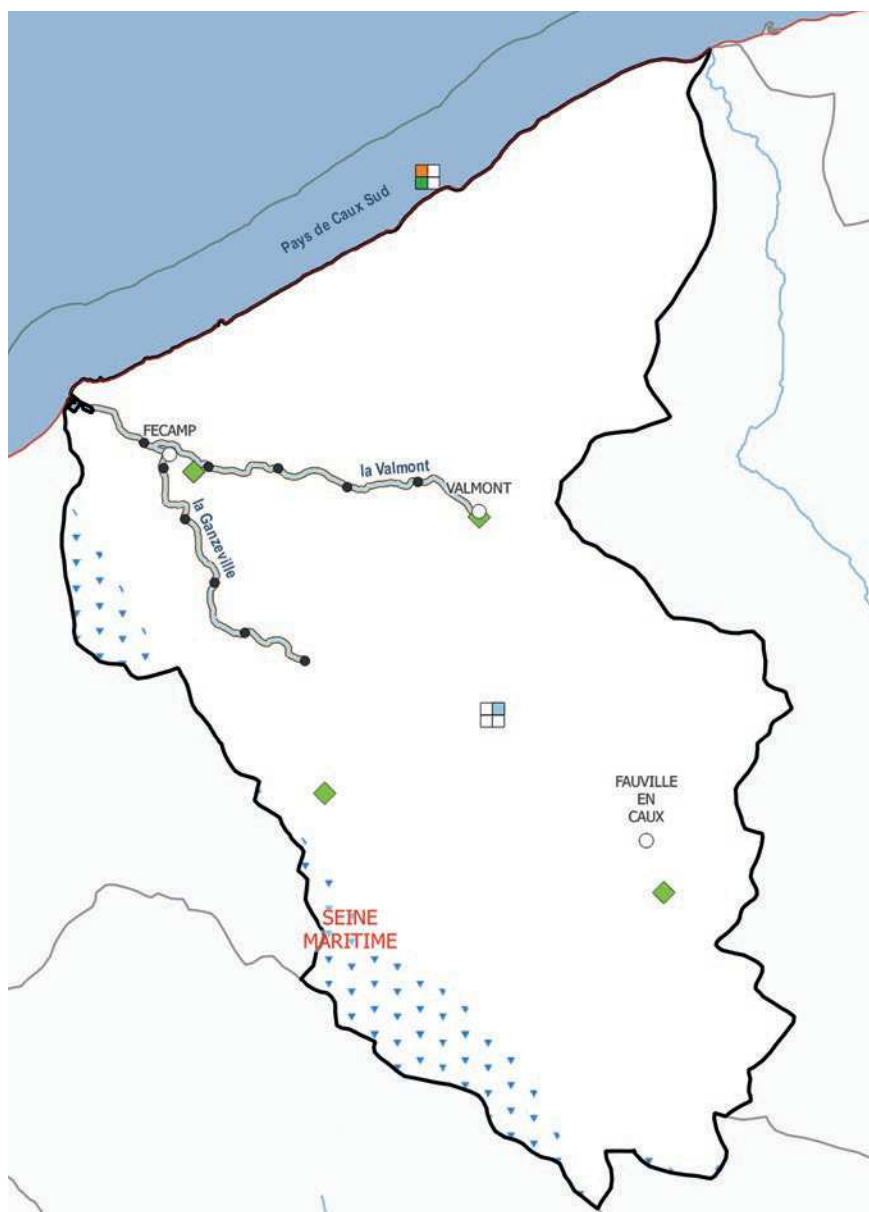 Pays de Caux Sud
FECAMP
la Valmont
VALMONT
la Ganzeville
FAUVILLE
EN
CAUX
SEINE
MARITIME